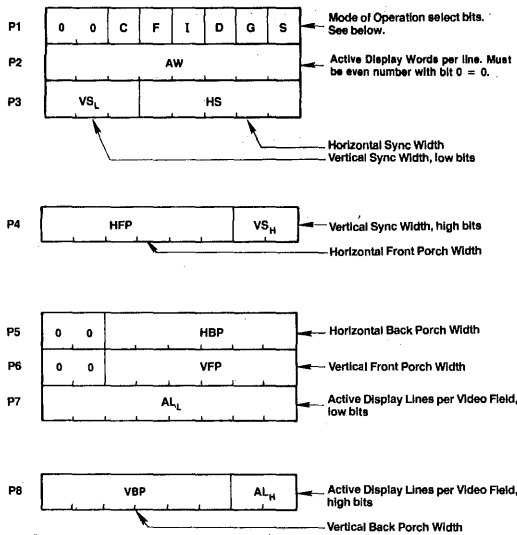 P1 0 0 C F I D G S Mode of Operation select bits.
See below.
P2 AW Active Display Words per line. Must
be even number with bit 0 = 0.
P3 VSL HS
Horizontal Sync Width
Vertical Sync Width, low bits
P4 HFP VSH Vertical Sync Width, high bits
Horizontal Front Porch Width
P5 0 0 HBP Horizontal Back Porch Width
P6 0 0 VFP Vertical Front Porch Width
P7 ALL Active Display Lines per Video Field,
low bits
P8 VBP ALH Active Display Lines per Video Field,
high bits
Vertical Back Porch Width